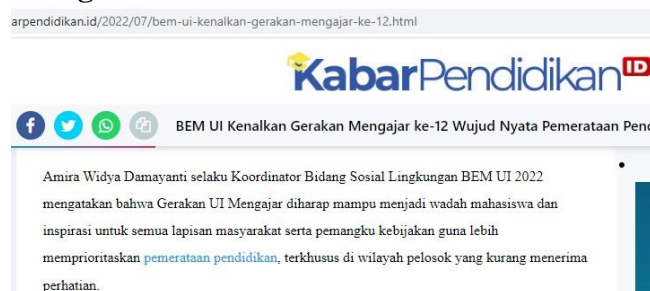 arpendidikan.id/2022/07/bem-ui-kenalkan-gerakan-mengajar-ke-12.html
KabarPendidikan ID
BEM UI Kenalkan Gerakan Mengajar ke-12 Wujud Nyata Pemerataan Pend
Amira Widya Damayanti selaku Koordinator Bidang Sosial Lingkungan BEM UI 2022
mengatakan bahwa Gerakan UI Mengajar diharap mampu menjadi wadah mahasiswa dan
inspirasi untuk semua lapisan masyarakat serta pemangku kebijakan guna lebih
memprioritaskan pemerataan pendidikan, terkhusus di wilayah pelosok yang kurang menerima
perhatian.